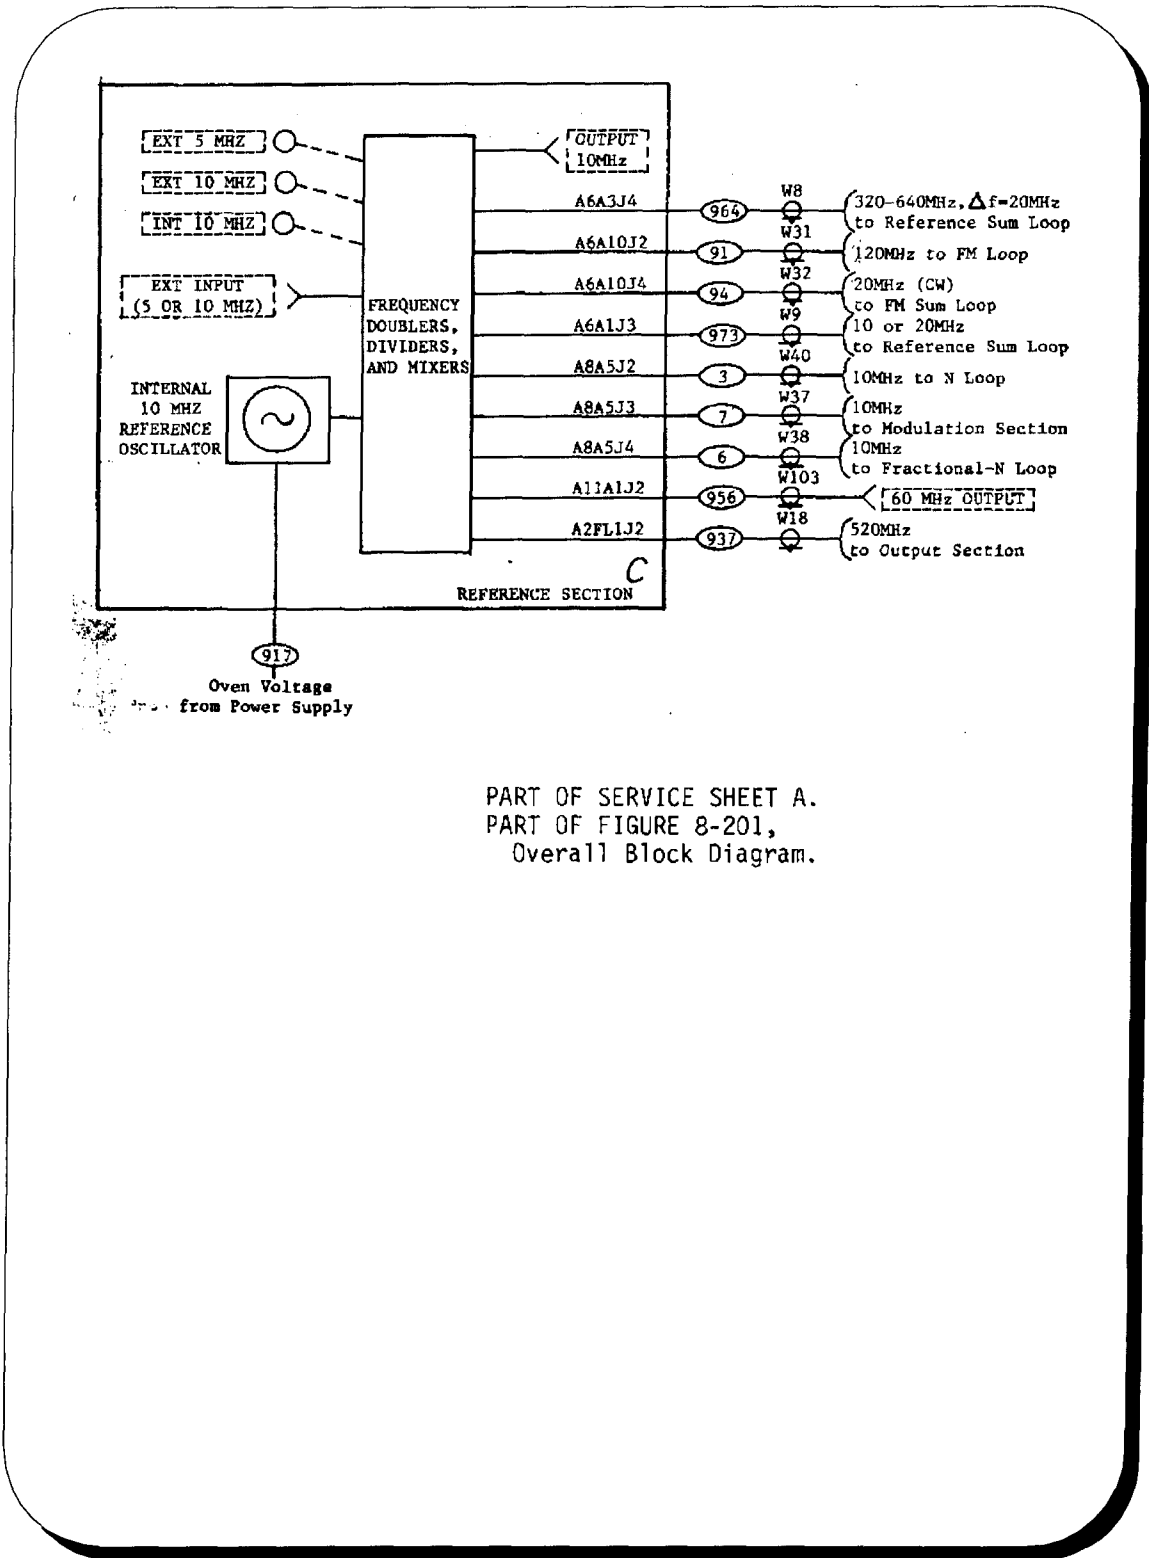 EXT 5 MHZ
EXT 10 MHZ
INT 10 MHZ
EXT INPUT
(5 OR 10 MHZ)
INTERNAL
10 MHZ
REFERENCE
OSCILLATOR
FREQUENCY
DOUBLERS,
DIVIDERS,
AND MIXERS
OUTPUT
10MHz
A6A3J4 964 W8 320-640MHz, Δf=20MHz
to Reference Sum Loop
A6A10J2 91 W31 120MHz to FM Loop
A6A10J4 94 W32 20MHz (CW)
to FM Sum Loop
A6A1J3 973 W9 10 or 20MHz
to Reference Sum Loop
A8A5J2 3 W40 10MHz to N Loop
A8A5J3 7 W37 10MHz
to Modulation Section
A8A5J4 6 W38 10MHz
to Fractional-N Loop
A11A1J2 956 W103 60 MHz OUTPUT
A2FL1J2 937 W18 520MHz
to Output Section
C
REFERENCE SECTION
917
Oven Voltage
from Power Supply
PART OF SERVICE SHEET A.
PART OF FIGURE 8-201,
Overall Block Diagram.